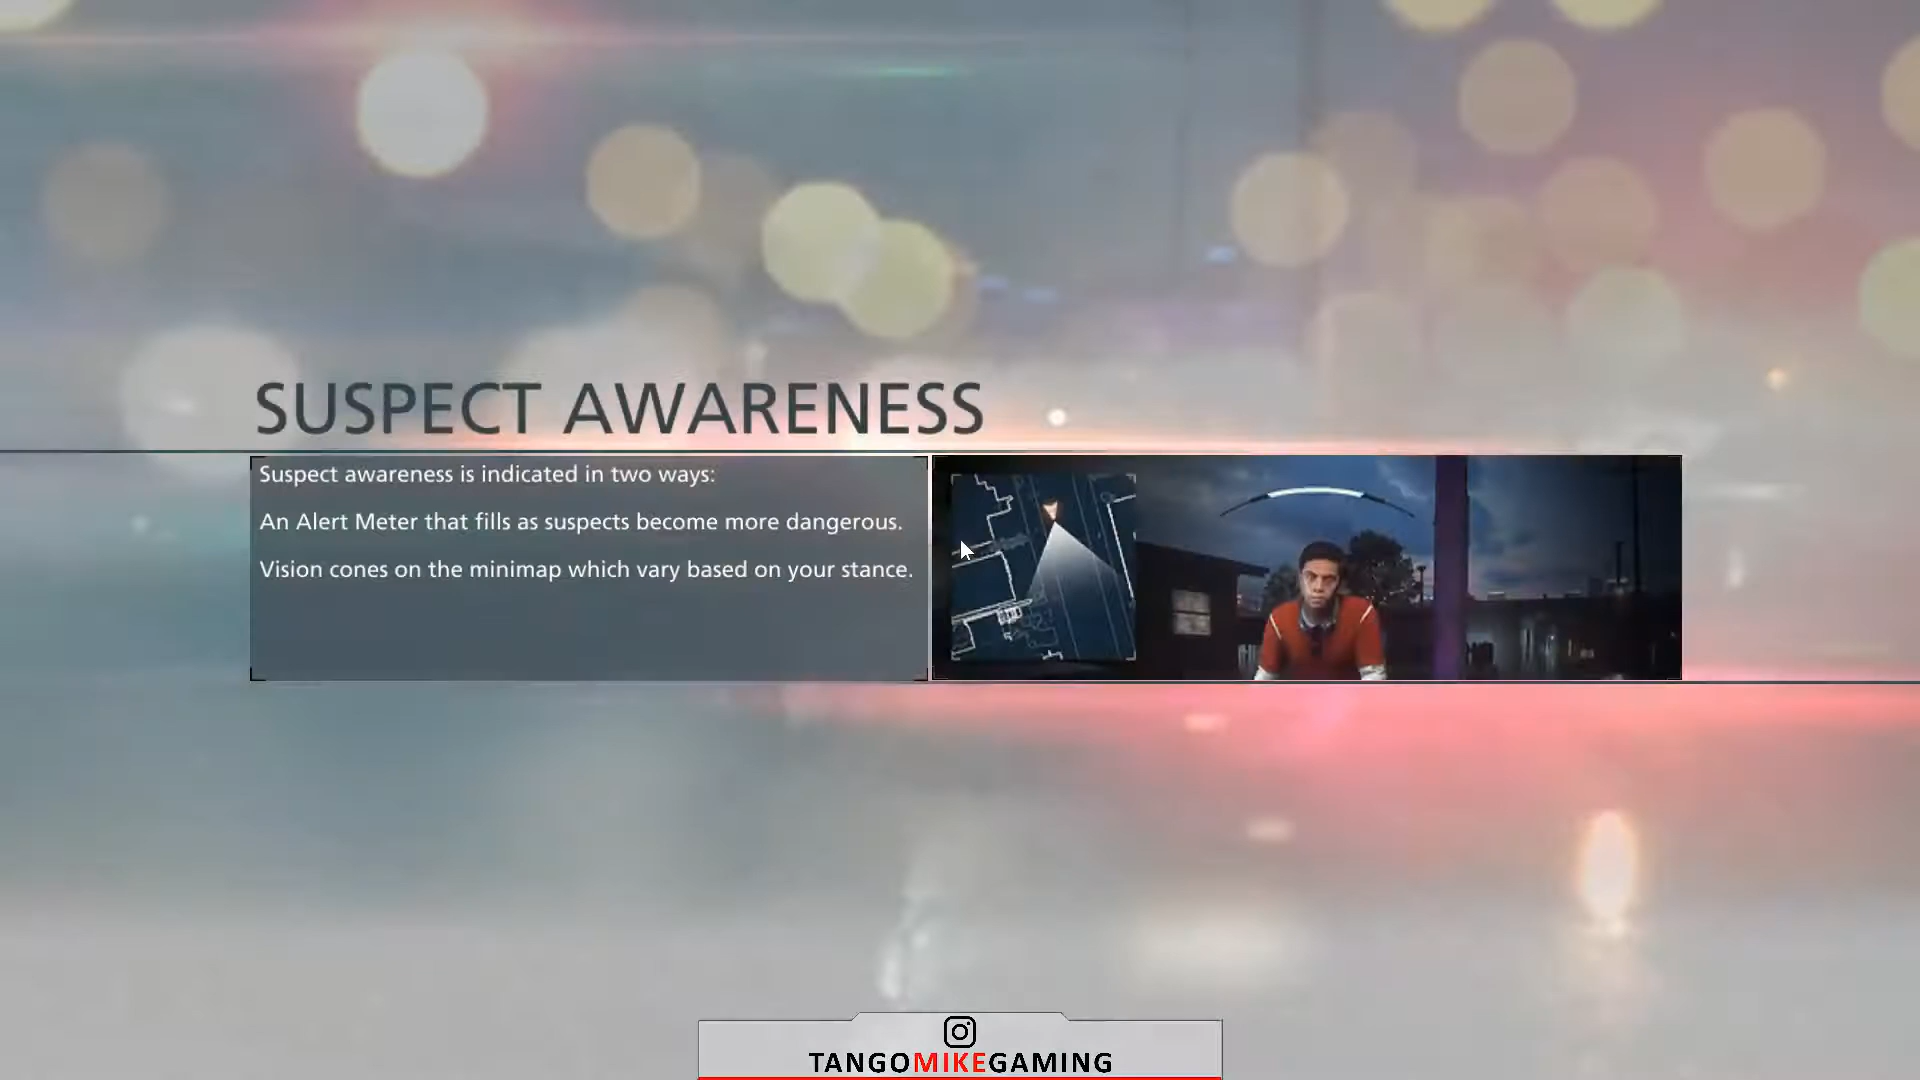 SUSPECT AWARENESS
Suspect awareness is indicated in two ways:
An Alert Meter that fills as suspects become more dangerous.
Vision cones on the minimap which vary based on your stance.
TANGOMIKEGAMING